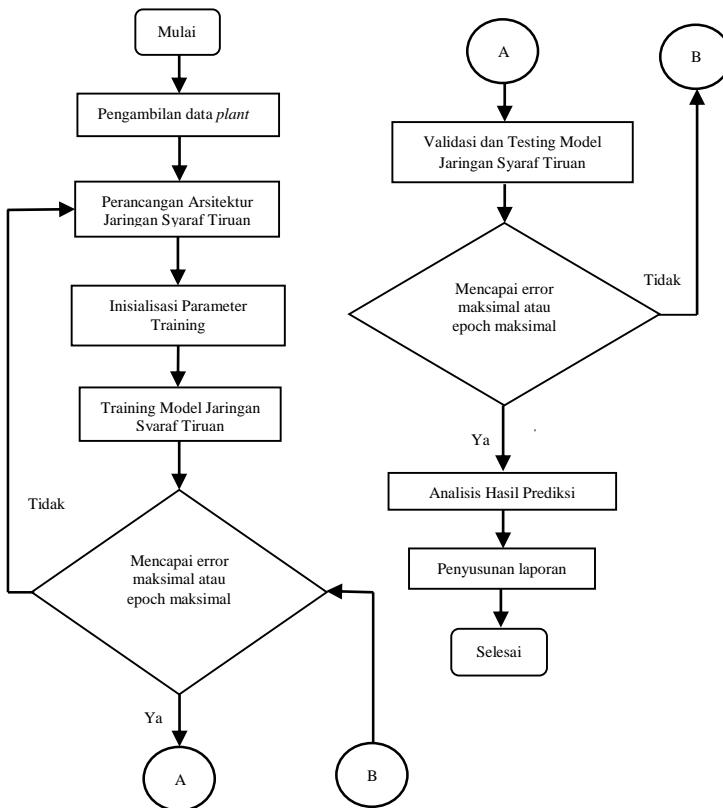 Mulai
Pengambilan data plant
Perancangan Arsitektur
Jaringan Syaraf Tiruan
Inisialisasi Parameter
Training
Training Model Jaringan
Syaraf Tiruan
Tidak
Mencapai error
maksimal atau
epoch maksimal
Ya
A
B
A
B
Validasi dan Testing Model
Jaringan Syaraf Tiruan
Mencapai error
maksimal atau
epoch maksimal
Tidak
Ya
Analisis Hasil Prediksi
Penyusunan laporan
Selesai